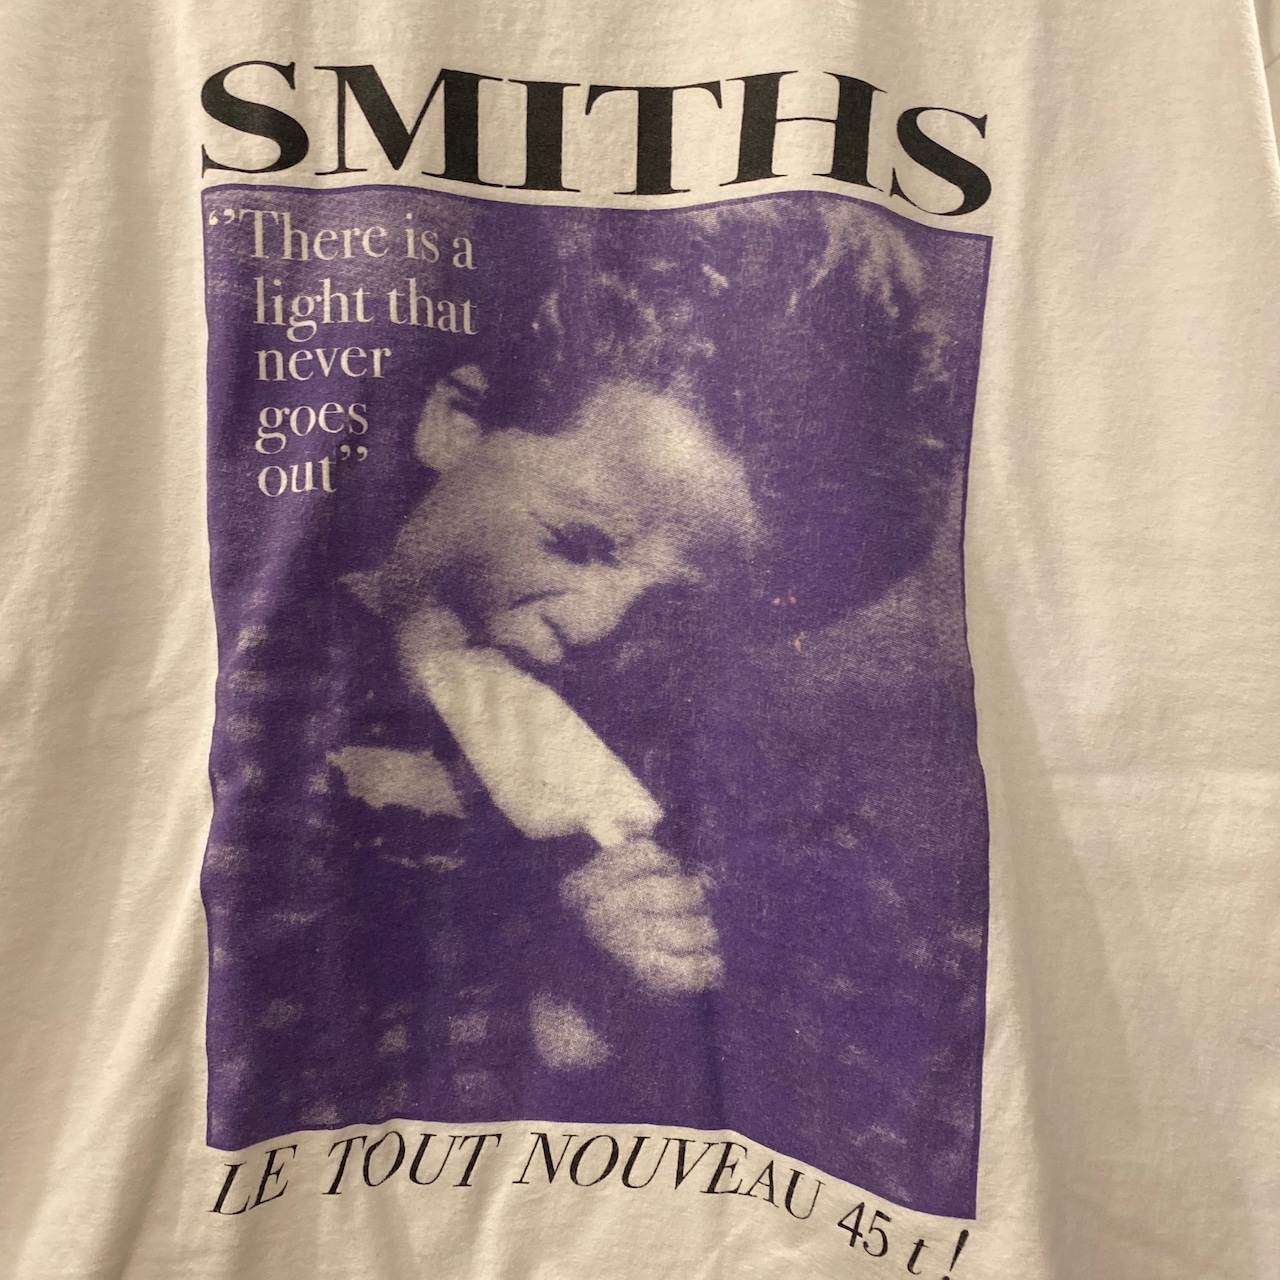 SMITHS
‘’There is a
light that
never
goes
out’’
LE TOUT NOUVEAU 45 t!